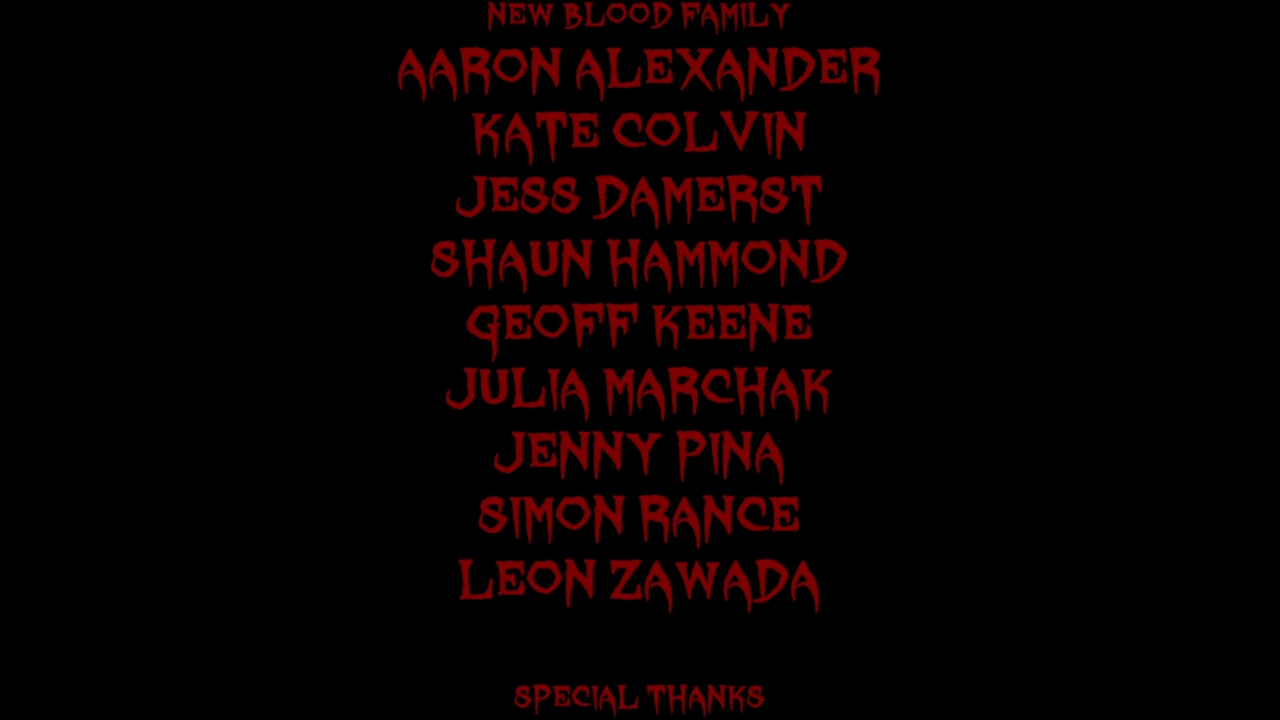 NEW BLOOD FAMILY
AARON ALEXANDER
KATE COLVIN
JESS DAMERST
SHAUN HAMMOND
GEOFF KEENE
JULIA MARCHAK
JENNY PINA
SIMON RANCE
LEON ZAWADA
SPECIAL THANKS